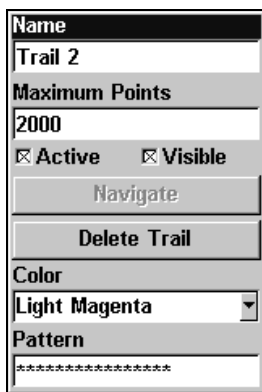 Name
Trail 2
Maximum Points
2000
Active Visible
Navigate
Delete Trail
Color
Light Magenta
Pattern
****************